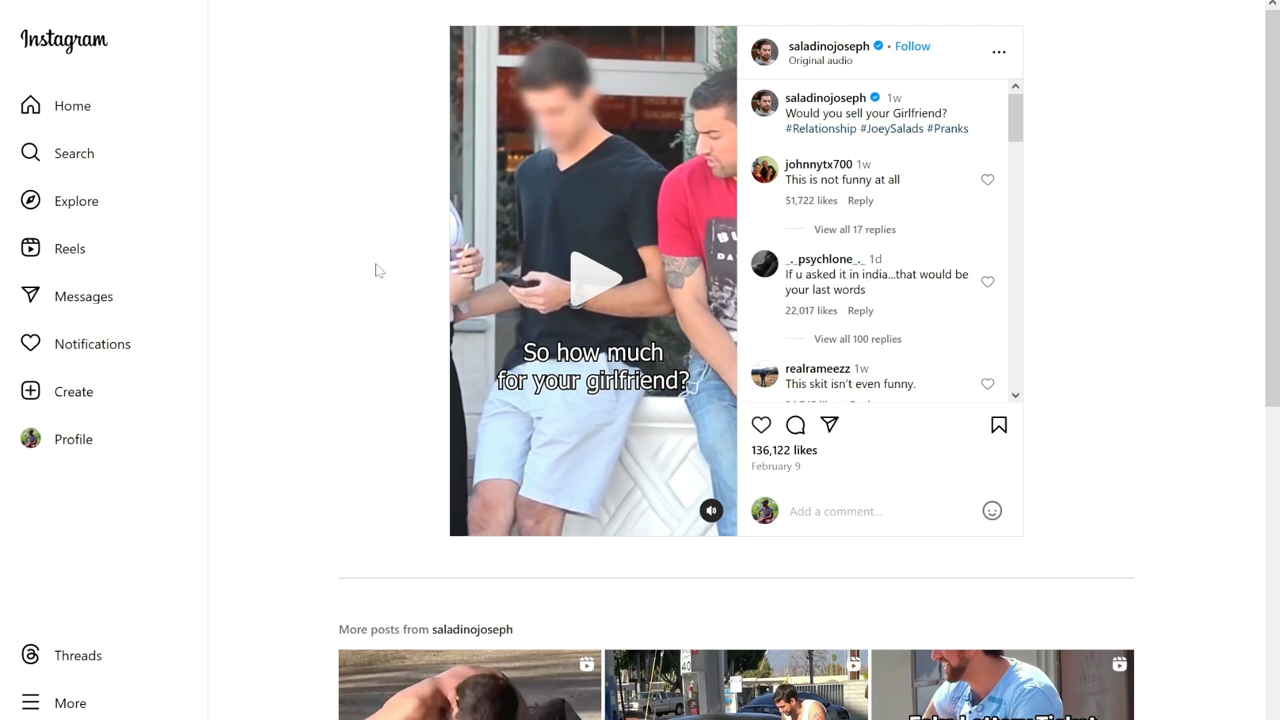 Instagram
Home
Search
Explore
Reels
Messages
Notifications
Create
Profile
Threads
More
So how much
for your girlfriend?
saladinojoseph • Follow
Original audio
saladinojoseph 1w
Would you sell your Girlfriend?
#Relationship #JoeySalads #Pranks
johnnytx700 1w
This is not funny at all
51,722 likes Reply
View all 17 replies
_._psychlone_._ 1d
If u asked it in india...that would be
your last words
22,017 likes Reply
View all 100 replies
realrameezz 1w
This skit isn't even funny.
136,122 likes
February 9
Add a comment...
More posts from saladinojoseph
40